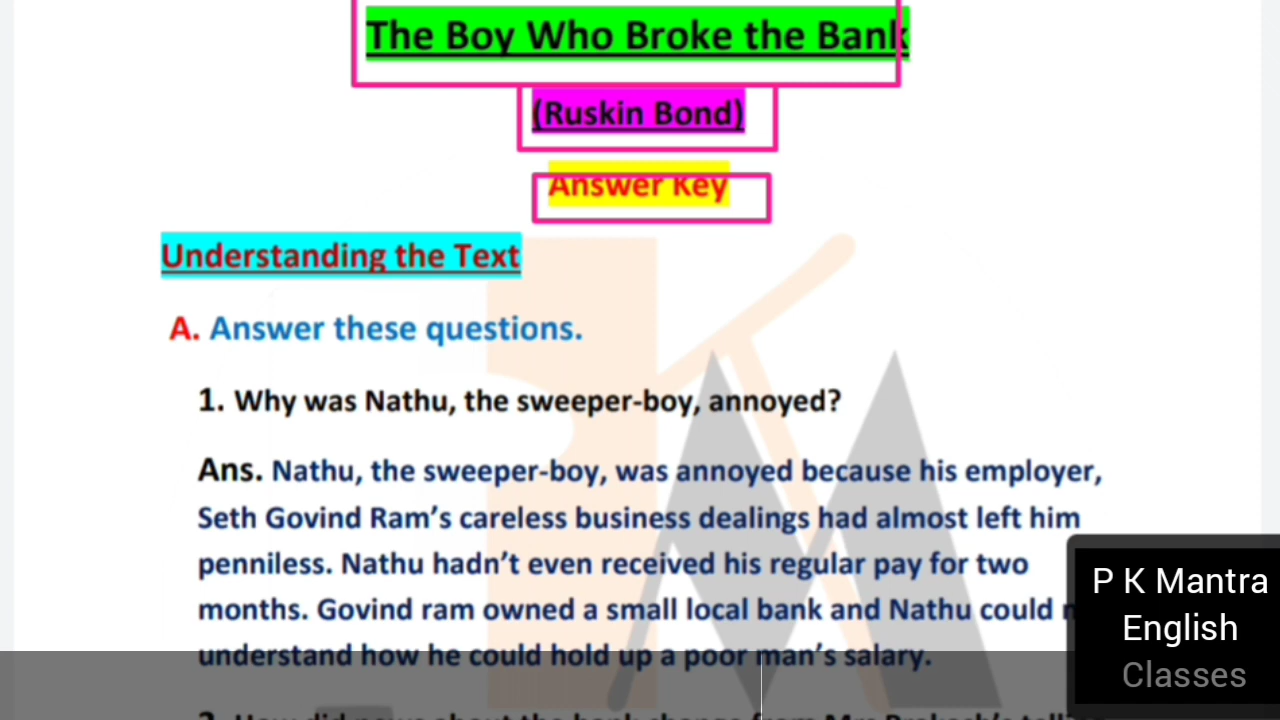 The Boy Who Broke the Bank
(Ruskin Bond)
Answer Key
Understanding the Text
A. Answer these questions.
1. Why was Nathu, the sweeper-boy, annoyed?
Ans. Nathu, the sweeper-boy, was annoyed because his employer,
Seth Govind Ram's careless business dealings had almost left him
penniless. Nathu hadn't even received his regular pay for two
months. Govind ram owned a small local bank and Nathu could
understand how he could hold up a poor man's salary.
P K Mantra
English
Classes